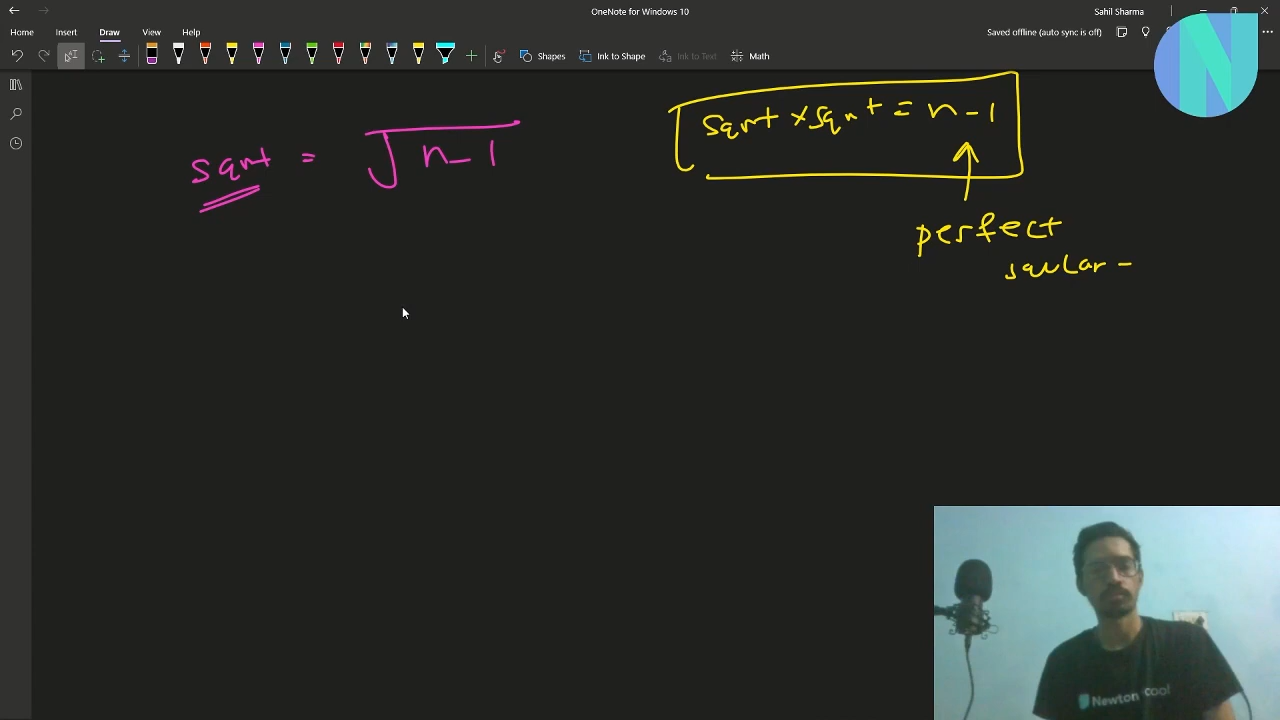 OneNote for Windows 10
Sahil Sharma
Home Insert Draw View Help
Saved offline (auto sync is off)
Shapes Ink to Shape Ink to Text Math
sqrt × sqrt = n - 1
sqrt = √n - 1
perfect
Newton